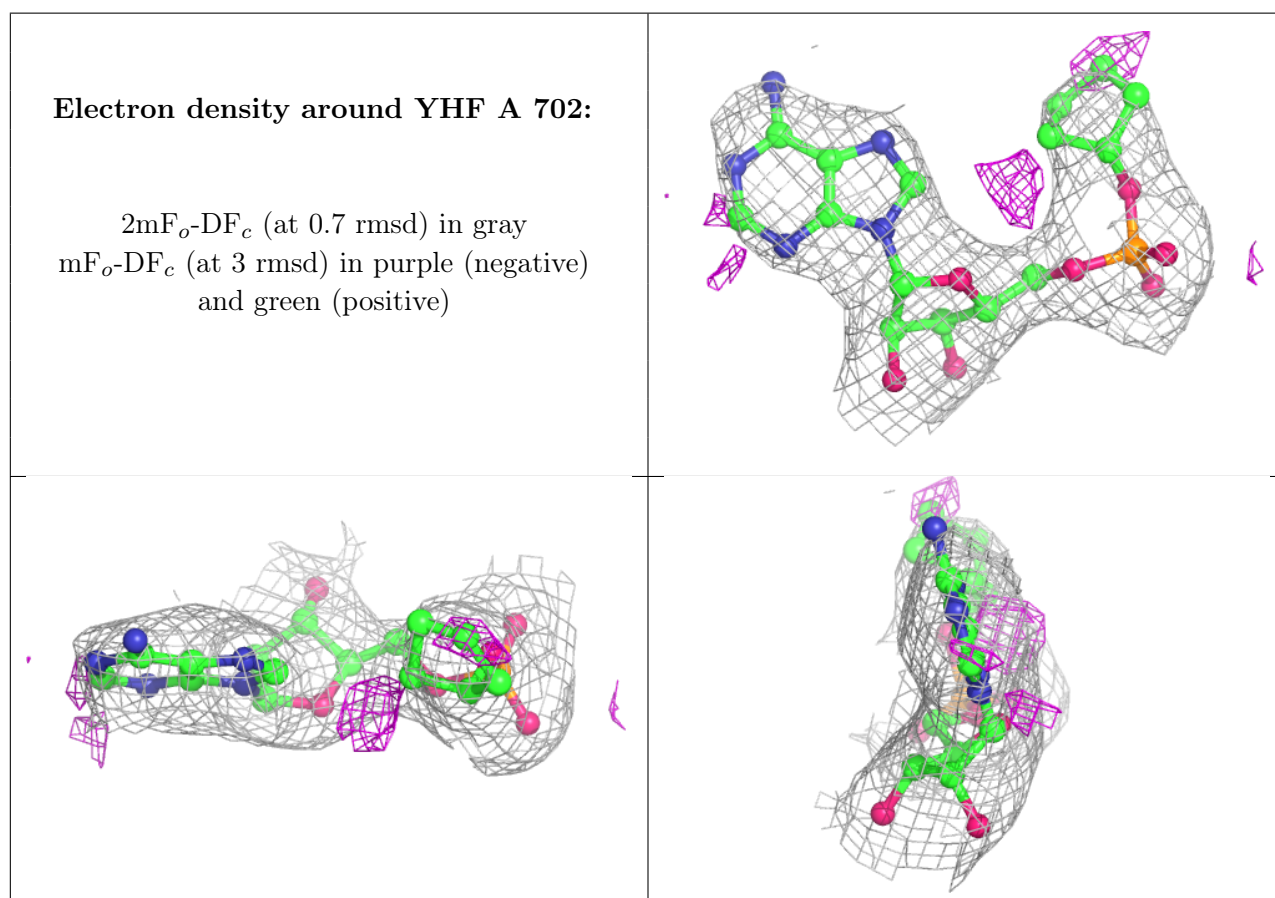 Electron density around YHF A 702:
2mFo-DFc (at 0.7 rmsd) in gray
mFo-DFc (at 3 rmsd) in purple (negative)
and green (positive)